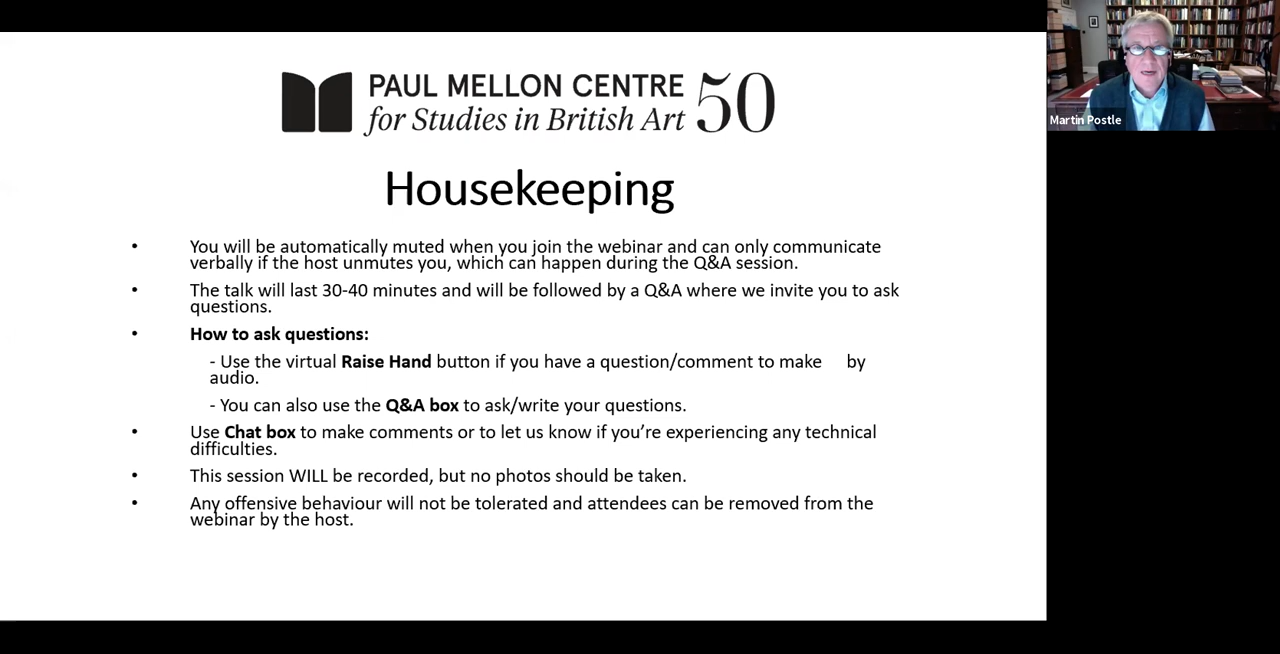 PAUL MELLON CENTRE
for Studies in British Art
50
Martin Postle
Housekeeping
• You will be automatically muted when you join the webinar and can only communicate
verbally if the host unmutes you, which can happen during the Q&A session.
• The talk will last 30-40 minutes and will be followed by a Q&A where we invite you to ask
questions.
• How to ask questions:
- Use the virtual Raise Hand button if you have a question/comment to make by
audio.
- You can also use the Q&A box to ask/write your questions.
• Use Chat box to make comments or to let us know if you’re experiencing any technical
difficulties.
• This session WILL be recorded, but no photos should be taken.
• Any offensive behaviour will not be tolerated and attendees can be removed from the
webinar by the host.